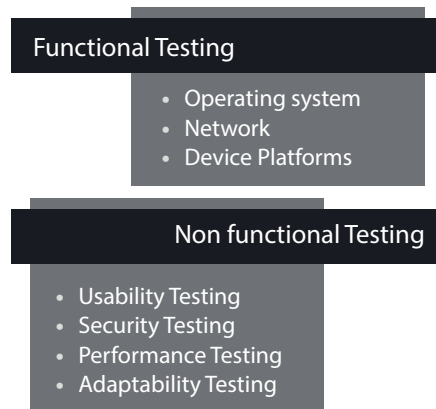 Functional Testing
• Operating system
• Network
• Device Platforms
Non functional Testing
• Usability Testing
• Security Testing
• Performance Testing
• Adaptability Testing